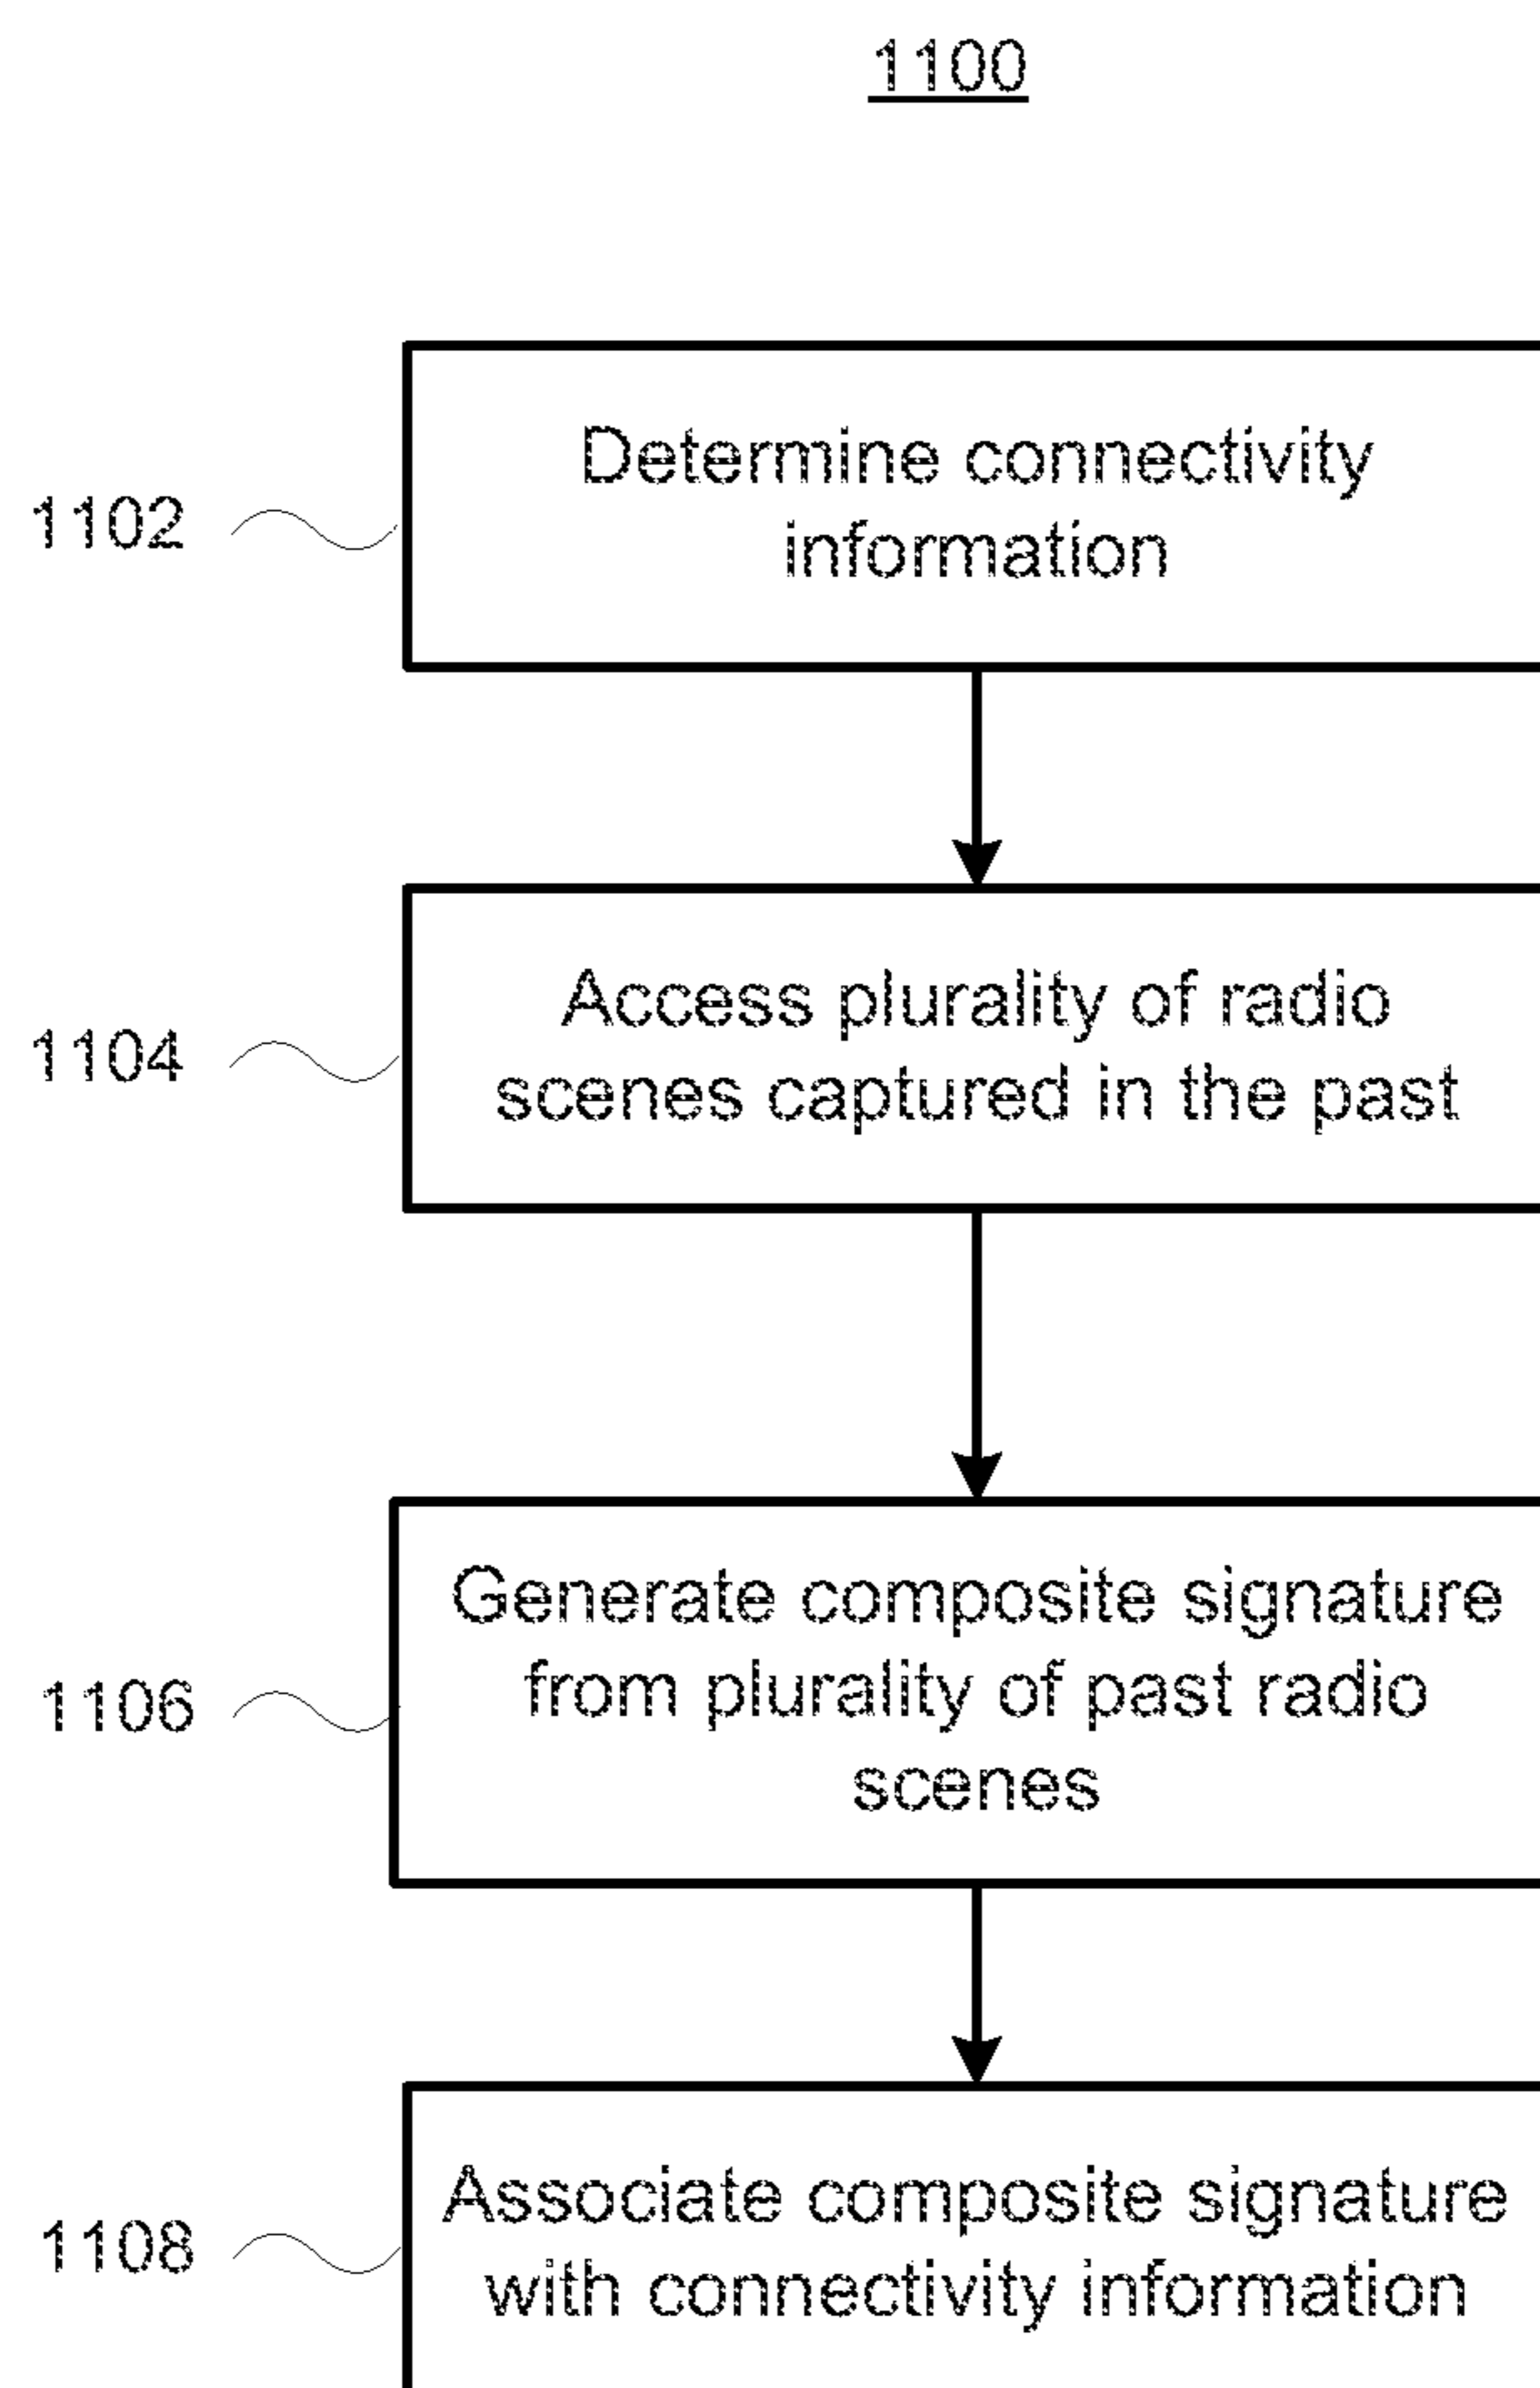 1100
Determine connectivity
information
1102
Access plurality of radio
scenes captured in the past
1104
Generate composite signature
from plurality of past radio
scenes
1106
Associate composite signature
with connectivity information
1108